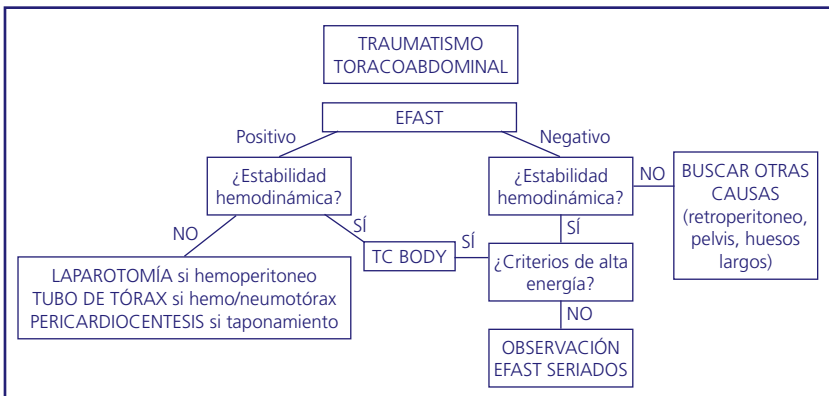 TRAUMATISMO
TORACOABDOMINAL
EFAST
Positivo
Negativo
¿Estabilidad
hemodinámica?
¿Estabilidad
hemodinámica?
NO
BUSCAR OTRAS
CAUSAS
(retroperitoneo,
pelvis, huesos
largos)
NO
SÍ
SÍ
TC BODY
SÍ
¿Criterios de alta
energía?
LAPAROTOMÍA si hemoperitoneo
TUBO DE TÓRAX si hemo/neumotórax
PERICARDIOCENTESIS si taponamiento
NO
OBSERVACIÓN
EFAST SERIADOS